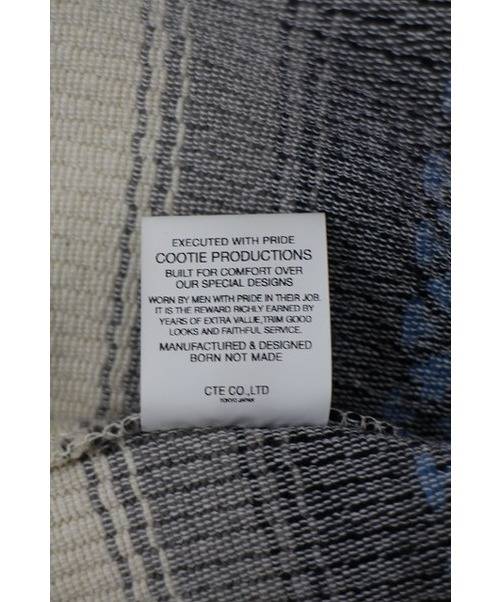 EXECUTED WITH PRIDE
COOTIE PRODUCTIONS
BUILT FOR COMFORT OVER
OUR SPECIAL DESIGNS
WORN BY MEN WITH PRIDE IN THEIR JOB.
IT IS THE REWARD RICHLY EARNED BY
YEARS OF EXTRA VALUE,TRIM GOOD
LOOKS AND FAITHFUL SERVICE.
MANUFACTURED & DESIGNED
BORN NOT MADE
CTE CO.,LTD
TOKYO JAPAN